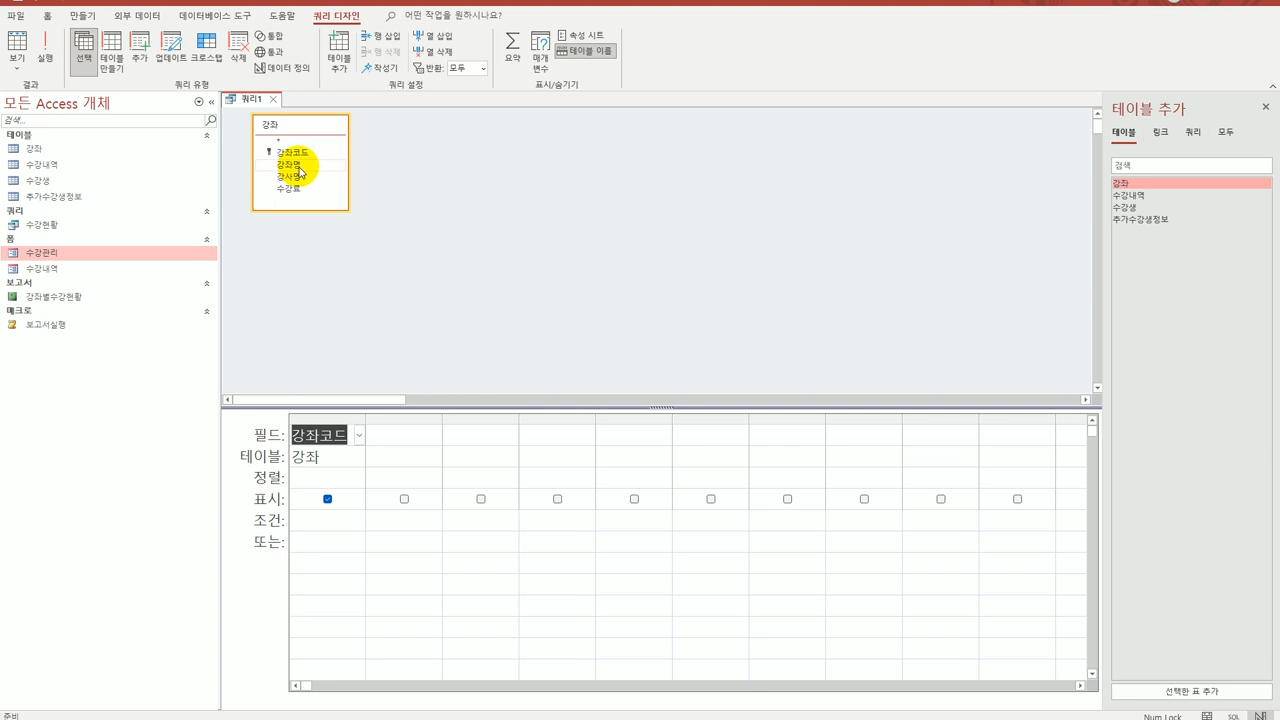 파일 홈 만들기 외부 데이터 데이터베이스 도구 도움말 쿼리 디자인 어떤 작업을 원하시나요?
보기
실행
선택
테이블
만들기
추가
업데이트
크로스탭
삭제
통합
통과
데이터 정의
테이블
추가
행 삽입
행 삭제
작성기
열 삽입
열 삭제
반환: 모두
요약
매개
변수
속성 시트
테이블 이름
결과
쿼리 유형
쿼리 설정
표시/숨기기
모든 Access 개체
검색...
테이블
강좌
수강내역
수강생
추가수강생정보
쿼리
수강현황
폼
수강관리
수강내역
보고서
강좌별수강현황
매크로
보고서실행
쿼리1
강좌
*
강좌코드
강좌명
강사명
수강료
필드: 강좌코드
테이블: 강좌
정렬:
표시:
조건:
또는:
테이블 추가
테이블 링크 쿼리 모두
검색
강좌
수강내역
수강생
추가수강생정보
선택한 표 추가
준비
Num Lock
SQL